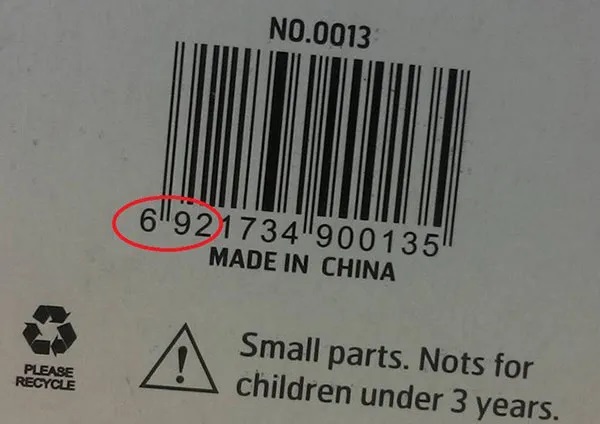 NO.0013
6 921734 900135
MADE IN CHINA
PLEASE
RECYCLE
Small parts. Nots for
children under 3 years.